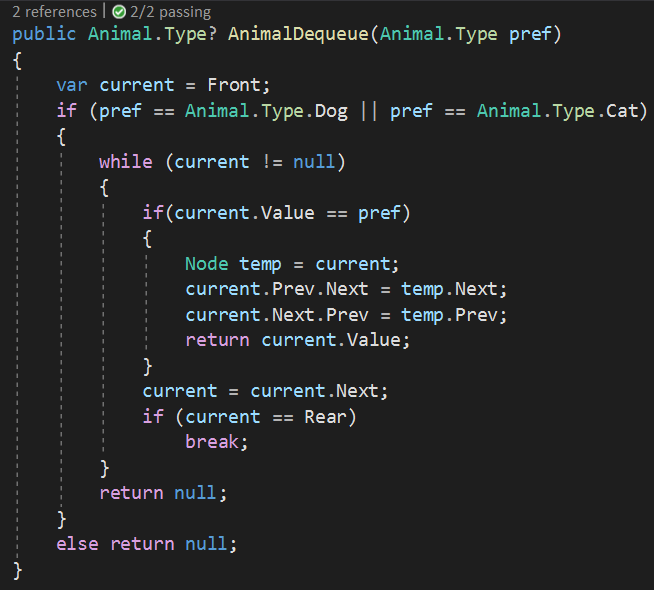 2 references | 2/2 passing
public Animal.Type? AnimalDequeue(Animal.Type pref)
{
    var current = Front;
    if (pref == Animal.Type.Dog || pref == Animal.Type.Cat)
    {
        while (current != null)
        {
            if(current.Value == pref)
            {
                Node temp = current;
                current.Prev.Next = temp.Next;
                current.Next.Prev = temp.Prev;
                return current.Value;
            }
            current = current.Next;
            if (current == Rear)
                break;
        }
        return null;
    }
    else return null;
}